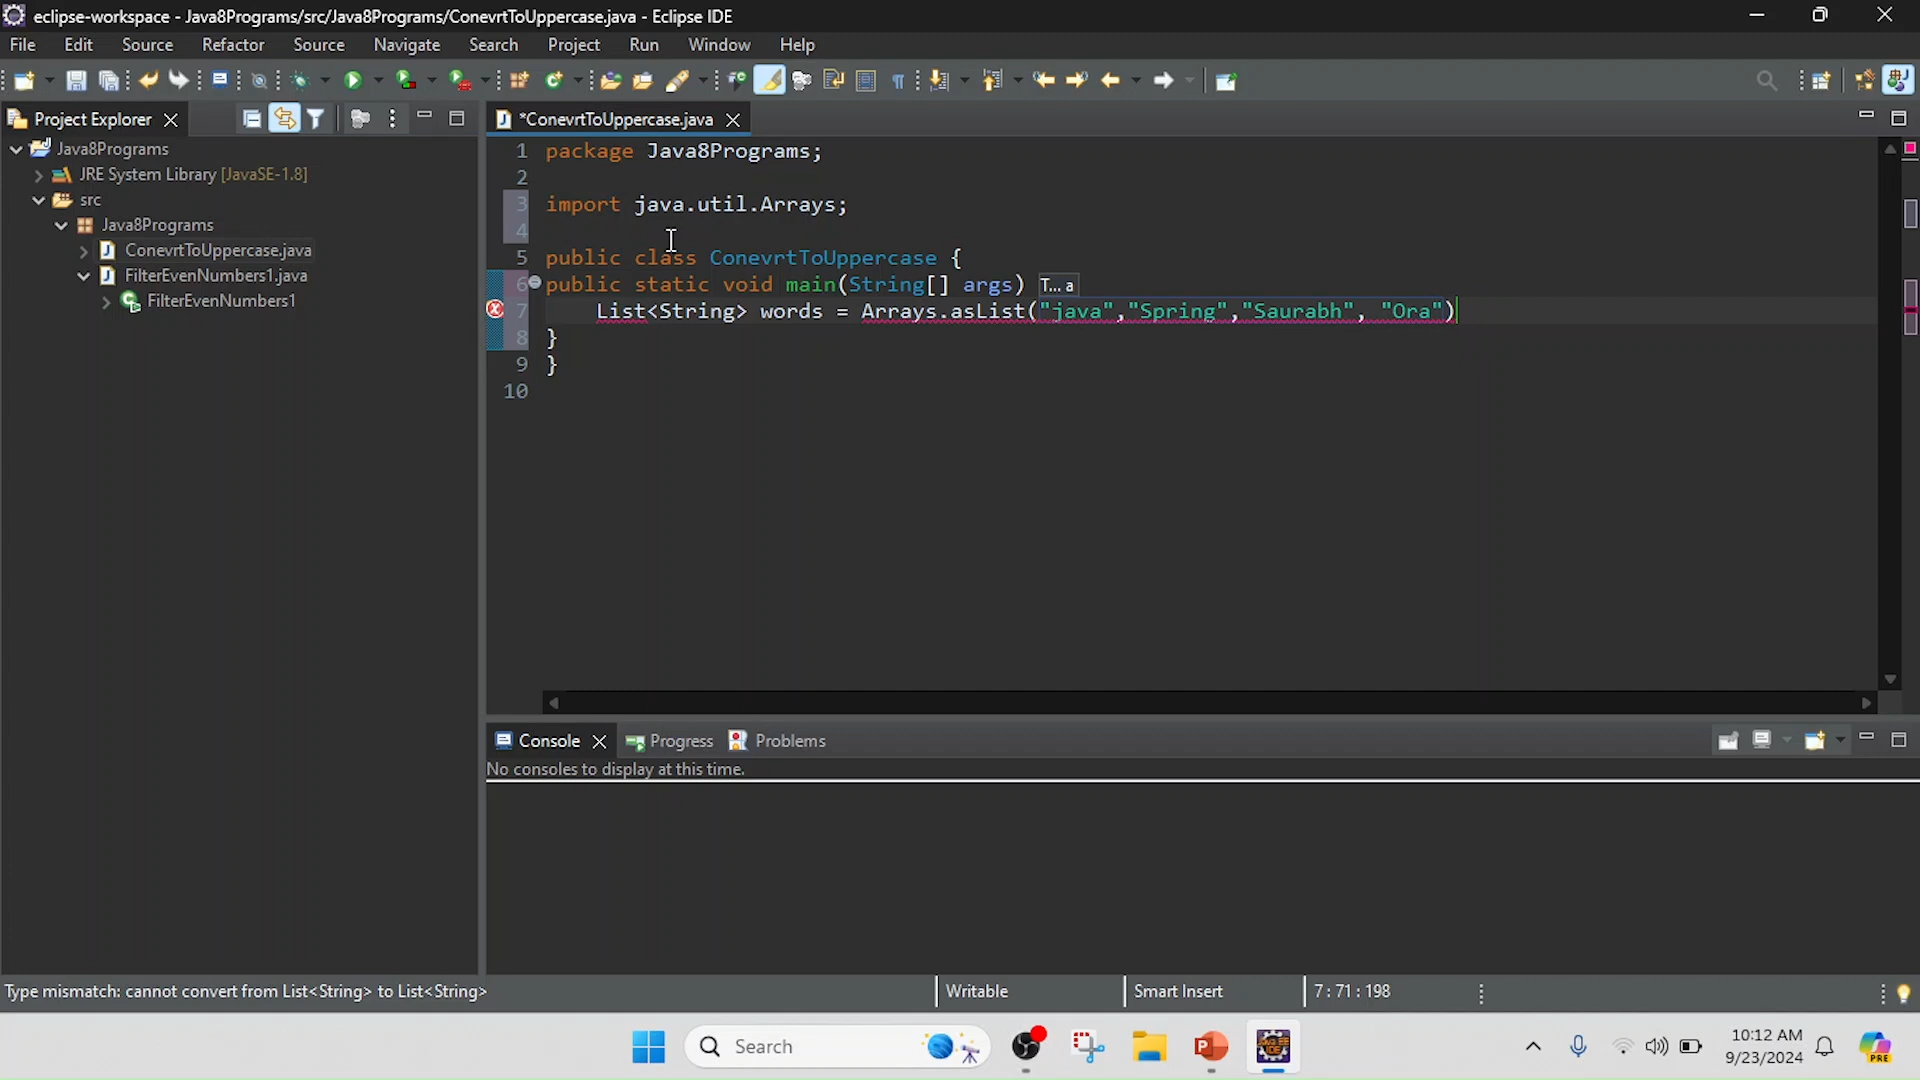 eclipse-workspace - Java8Programs/src/Java8Programs/ConevrtToUppercase.java - Eclipse IDE
File Edit Source Refactor Source Navigate Search Project Run Window Help
Project Explorer
*ConevrtToUppercase.java
Java8Programs
JRE System Library [JavaSE-1.8]
src
Java8Programs
ConevrtToUppercase.java
FilterEvenNumbers1.java
FilterEvenNumbers1
1 package Java8Programs;
2
3 import java.util.Arrays;
4
5 public class ConevrtToUppercase {
6 public static void main(String[] args) T... a
7 List<String> words = Arrays.asList("java","Spring","Saurabh", "Ora")
8 }
9 }
10
Console Progress Problems
No consoles to display at this time.
Type mismatch: cannot convert from List<String> to List<String> Writable Smart Insert 7 : 71 : 198
Search
JAVA EE
IDE
10:12 AM
9/23/2024
PRE